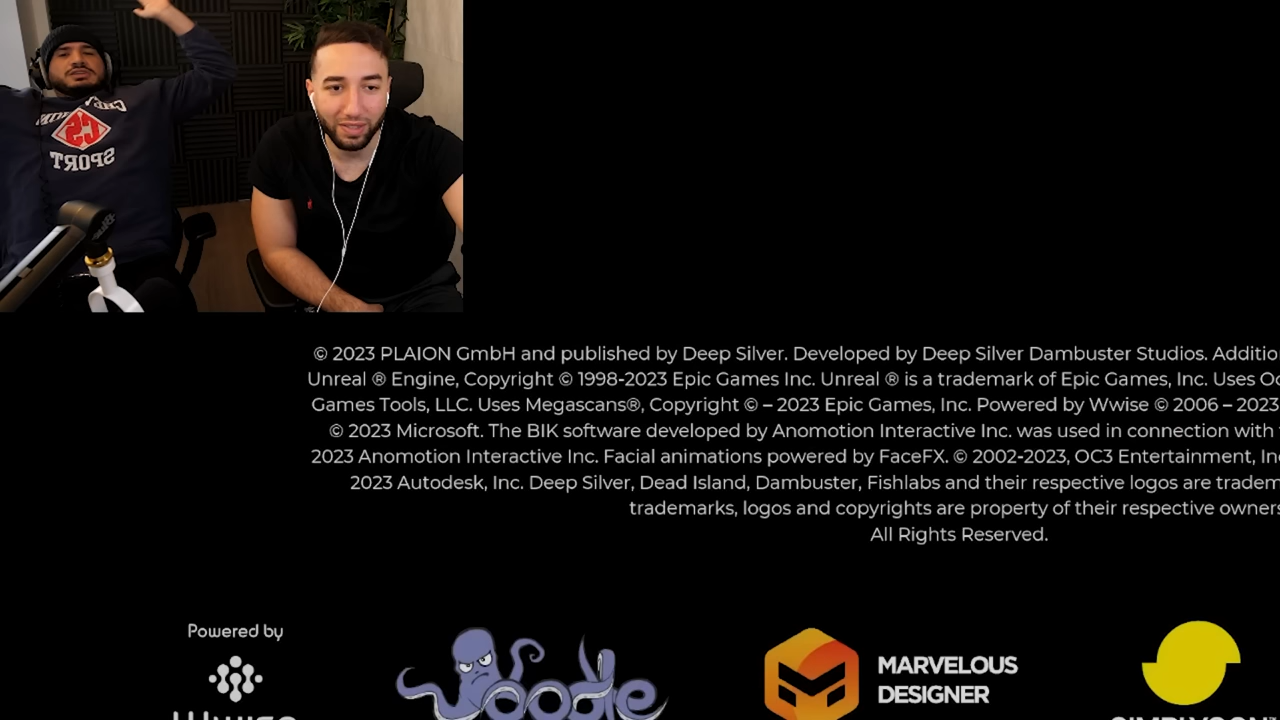 SPORT
© 2023 PLAION GmbH and published by Deep Silver. Developed by Deep Silver Dambuster Studios.
Unreal ® Engine, Copyright © 1998-2023 Epic Games Inc. Unreal ® is a trademark of Epic Games, Inc. Uses
Games Tools, LLC. Uses Megascans®, Copyright © – 2023 Epic Games, Inc. Powered by Wwise © 2006 – 2023
© 2023 Microsoft. The BIK software developed by Anomotion Interactive Inc. was used in connection with
2023 Anomotion Interactive Inc. Facial animations powered by FaceFX. © 2002-2023, OC3 Entertainment,
2023 Autodesk, Inc. Deep Silver, Dead Island, Dambuster, Fishlabs and their respective logos are
trademarks, logos and copyrights are property of their respective owners
All Rights Reserved.
Powered by
Wwise
Joodle
MARVELOUS
DESIGNER